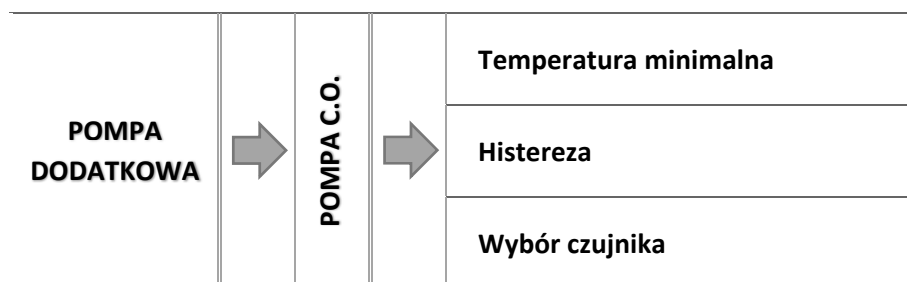 POMPA
DODATKOWA
POMPA C.O.
Temperatura minimalna
Histereza
Wybór czujnika